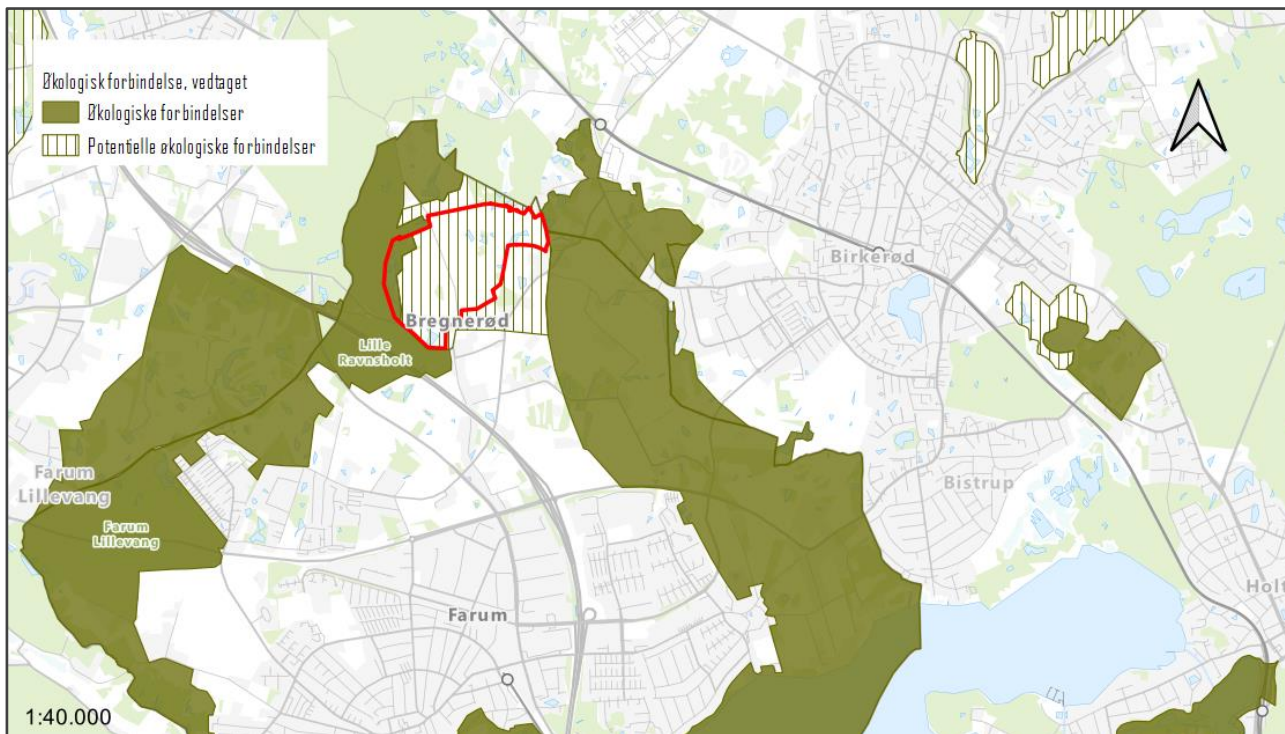 Økologisk forbindelse, vedtaget
Økologiske forbindelser
Potentielle økologiske forbindelser
Birkerød
Bregnerød
Lille
Ravnsholt
Farum
Lillevang
Bistrup
Farum
Lillevang
Holt
Farum
1:40.000